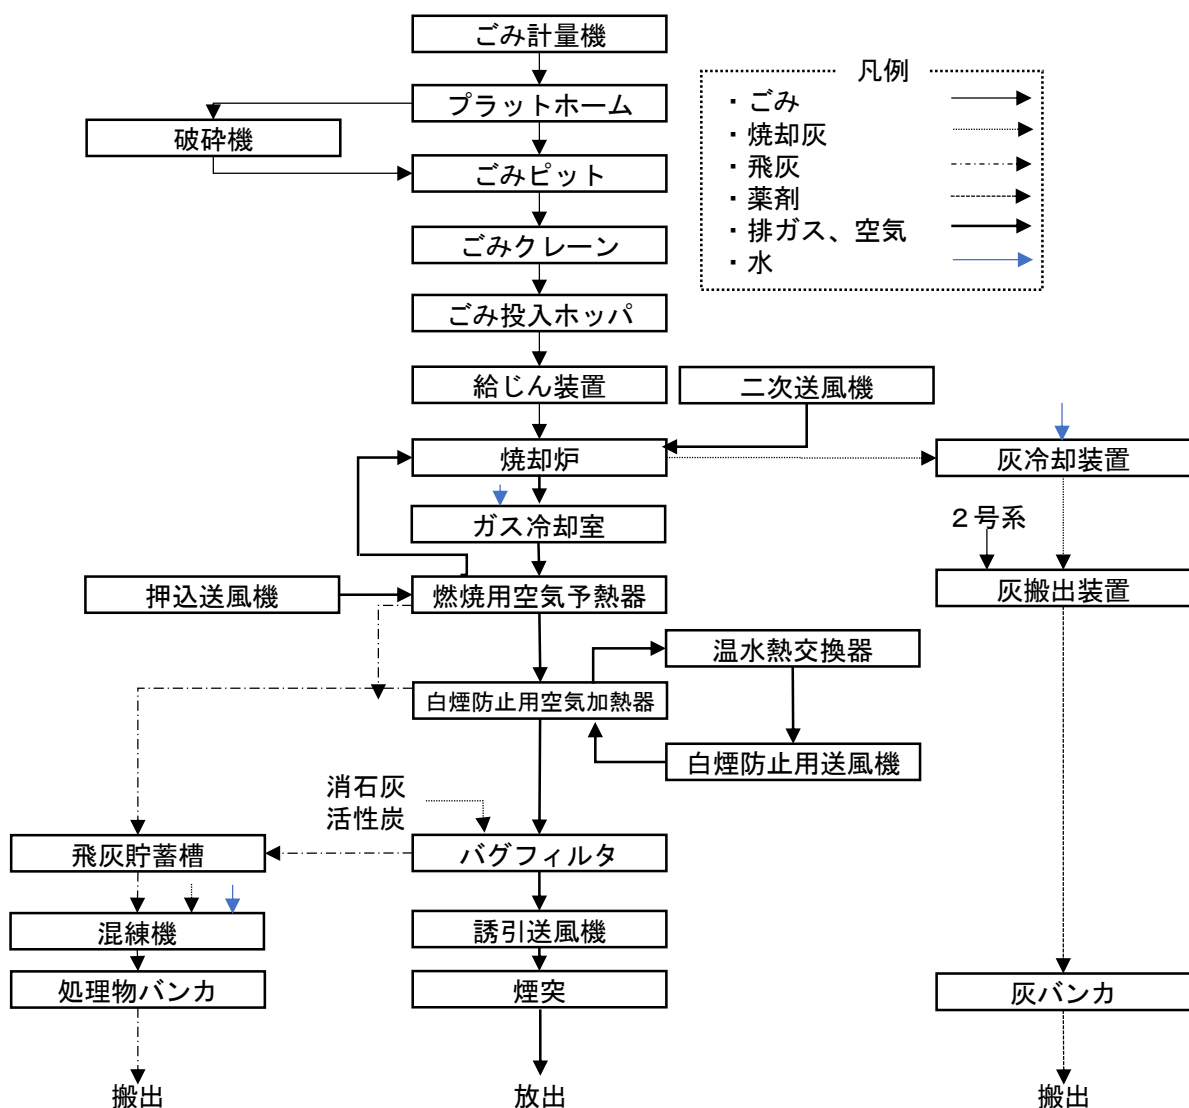 ごみ計量機
凡例
・ごみ
・焼却灰
・飛灰
・薬剤
・排ガス、空気
・水
プラットホーム
破砕機
ごみピット
ごみクレーン
ごみ投入ホッパ
給じん装置
二次送風機
焼却炉
灰冷却装置
ガス冷却室
２号系
押込送風機
燃焼用空気予熱器
灰搬出装置
温水熱交換器
白煙防止用空気加熱器
白煙防止用送風機
消石灰
活性炭
飛灰貯蓄槽
バグフィルタ
混練機
誘引送風機
処理物バンカ
煙突
灰バンカ
搬出
放出
搬出